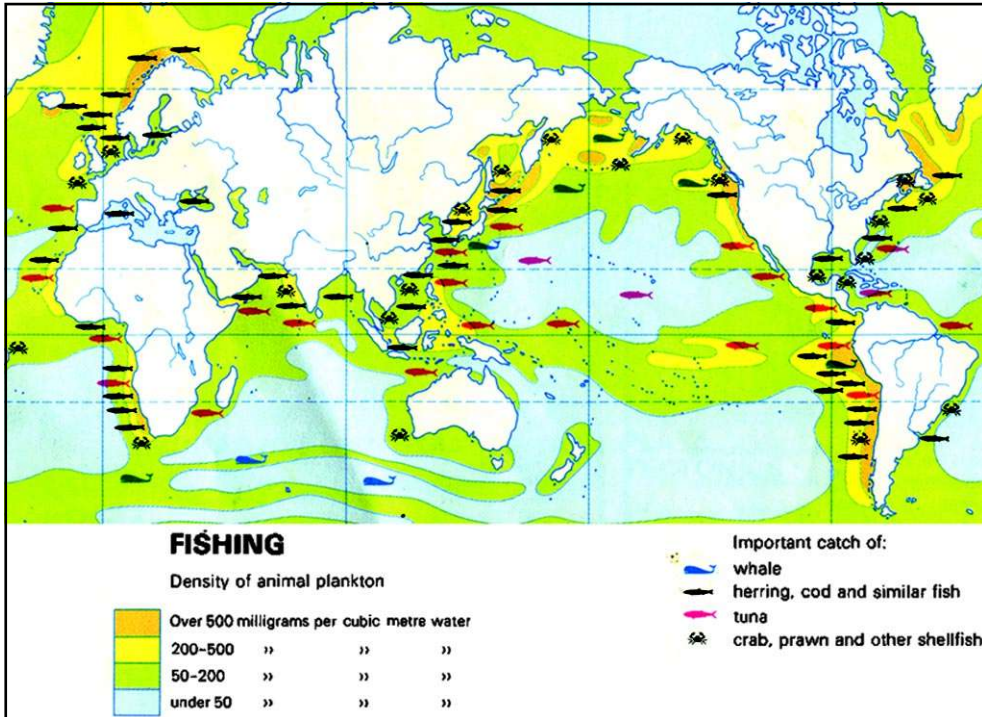 FISHING
Density of animal plankton
Over 500 milligrams per cubic metre water
200-500 » » »
50-200 » » »
under 50 » » »
Important catch of:
whale
herring, cod and similar fish
tuna
crab, prawn and other shellfish